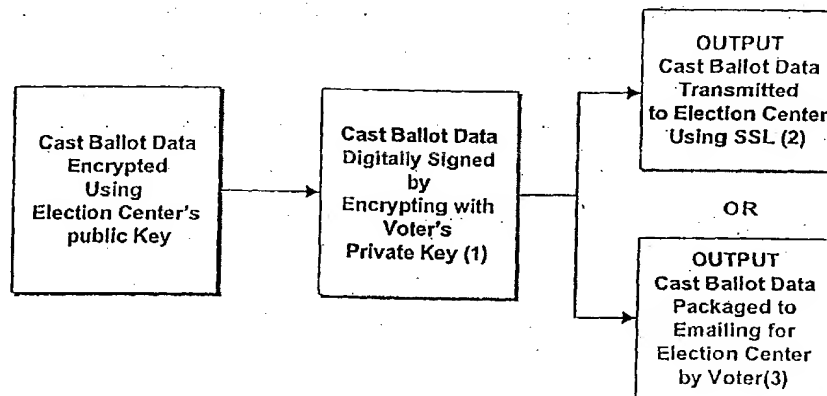 Cast Ballot Data
Encrypted
Using
Election Center's
public Key
Cast Ballot Data
Digitally Signed
by
Encrypting with
Voter's
Private Key (1)
OUTPUT
Cast Ballot Data
Transmitted
to Election Center
Using SSL (2)
OR
OUTPUT
Cast Ballot Data
Packaged to
Emailing for
Election Center
by Voter(3)